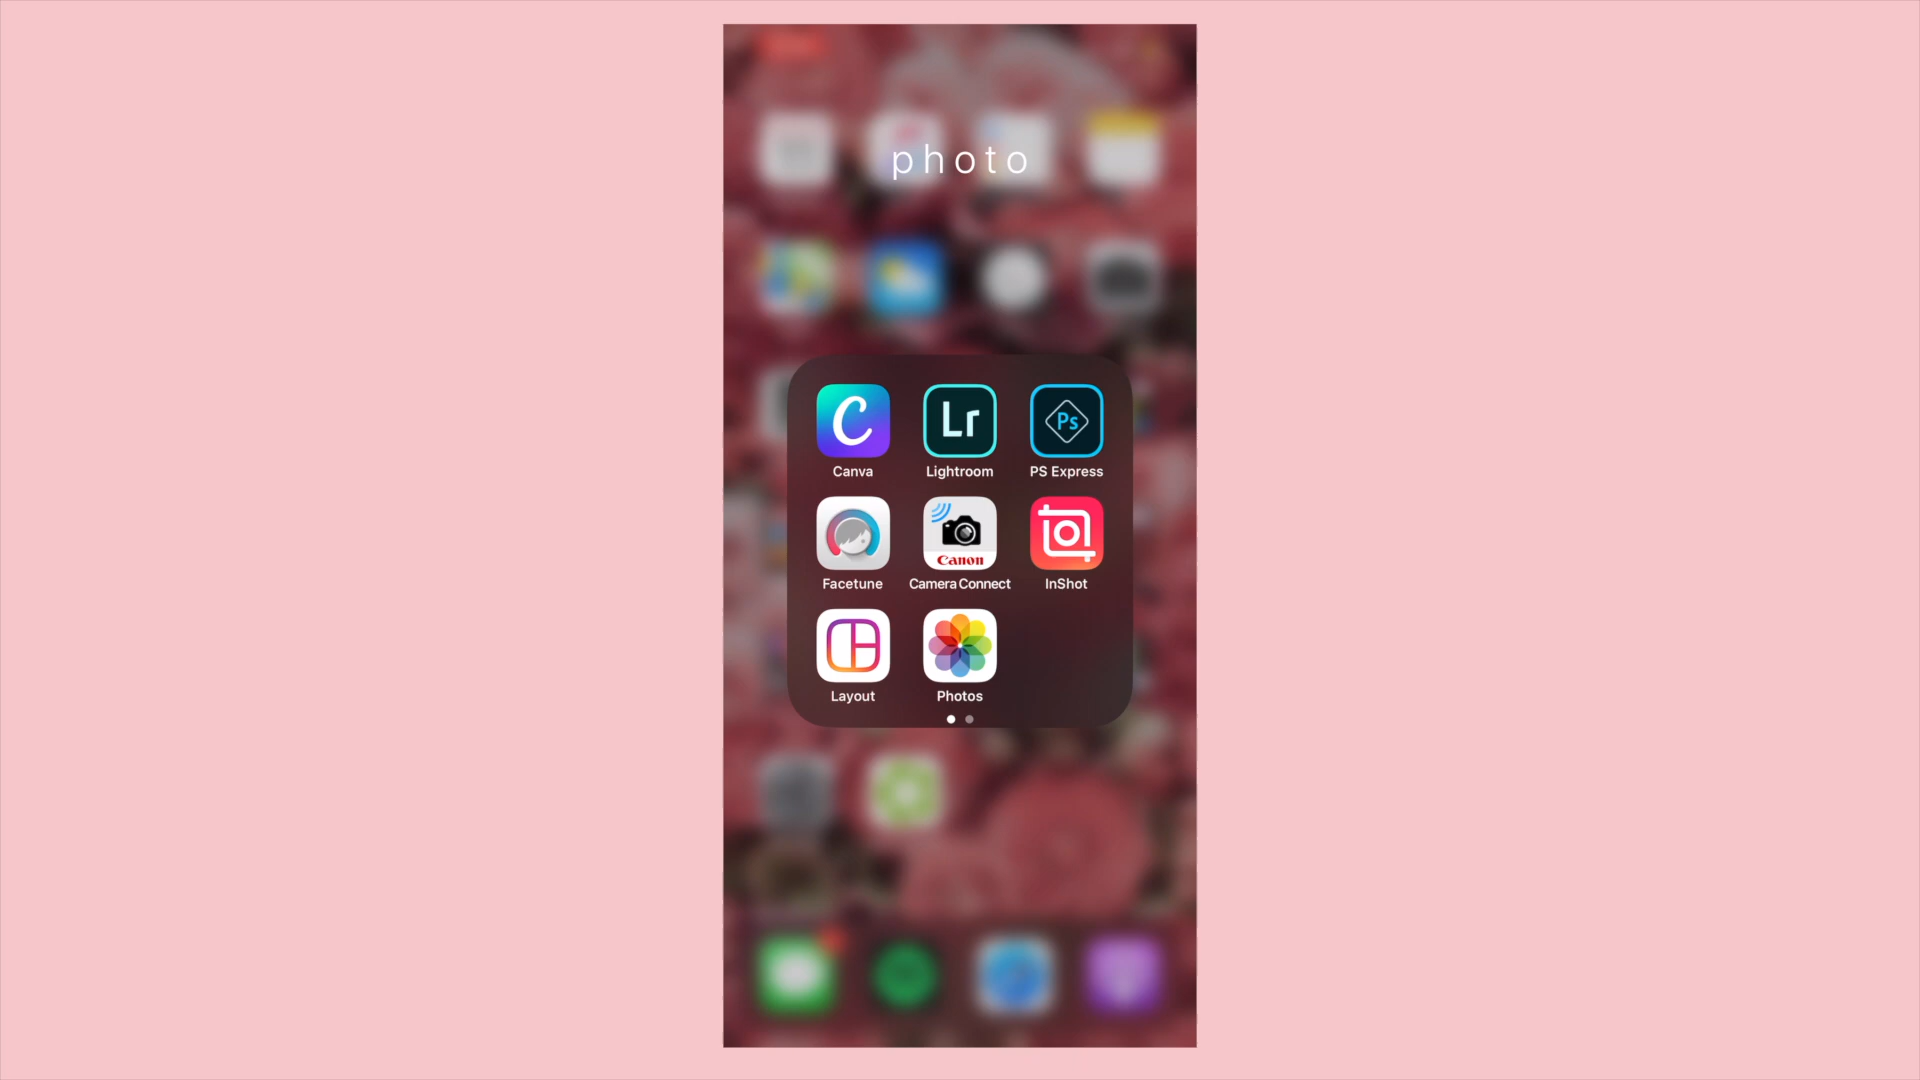 photo
C Lr Ps
Canva Lightroom PS Express
Canon
Facetune Camera Connect InShot
Layout Photos